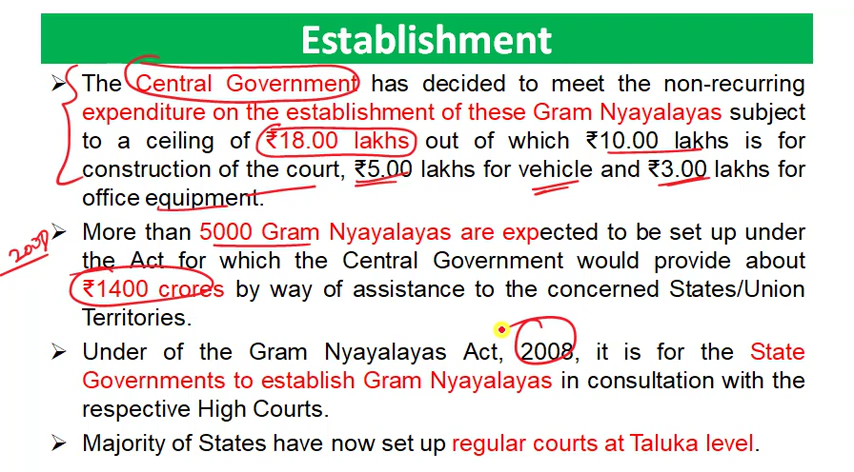 Establishment
➢ The Central Government has decided to meet the non-recurring
expenditure on the establishment of these Gram Nyayalayas subject
to a ceiling of ₹18.00 lakhs out of which ₹10.00 lakhs is for
construction of the court, ₹5.00 lakhs for vehicle and ₹3.00 lakhs for
office equipment.
➢ More than 5000 Gram Nyayalayas are expected to be set up under
the Act for which the Central Government would provide about
₹1400 crores by way of assistance to the concerned States/Union
Territories.
➢ Under of the Gram Nyayalayas Act, 2008, it is for the State
Governments to establish Gram Nyayalayas in consultation with the
respective High Courts.
➢ Majority of States have now set up regular courts at Taluka level.